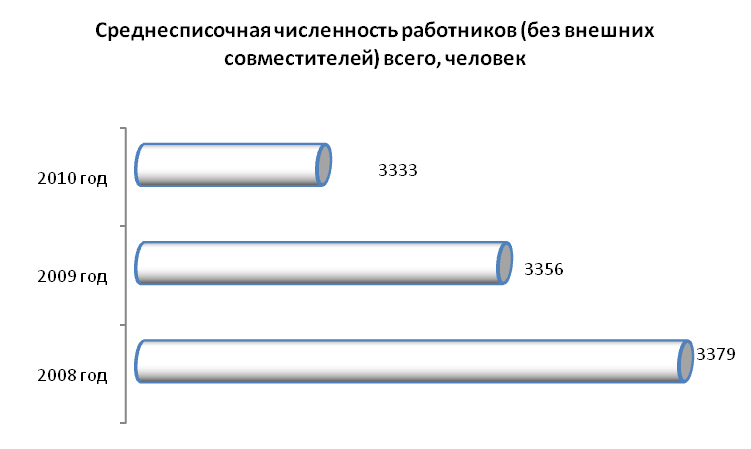 Среднесписочная численность работников (без внешних
совместителей) всего, человек
2010 год
3333
2009 год
3356
2008 год
3379